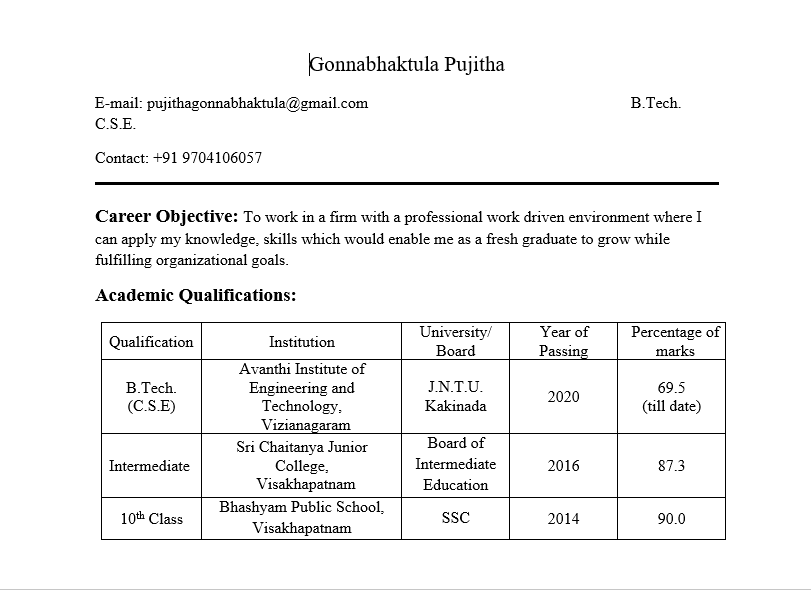 Gonnabhaktula Pujitha
E-mail: pujithagonnabhaktula@gmail.com B.Tech.
C.S.E.
Contact: +91 9704106057
Career Objective: To work in a firm with a professional work driven environment where I
can apply my knowledge, skills which would enable me as a fresh graduate to grow while
fulfilling organizational goals.
Academic Qualifications:
Qualification
Institution
University/
Board
Year of
Passing
Percentage of
marks
B.Tech.
(C.S.E)
Avanthi Institute of
Engineering and
Technology,
Vizianagaram
J.N.T.U.
Kakinada
2020
69.5
(till date)
Intermediate
Sri Chaitanya Junior
College,
Visakhapatnam
Board of
Intermediate
Education
2016
87.3
10th Class
Bhashyam Public School,
Visakhapatnam
SSC
2014
90.0